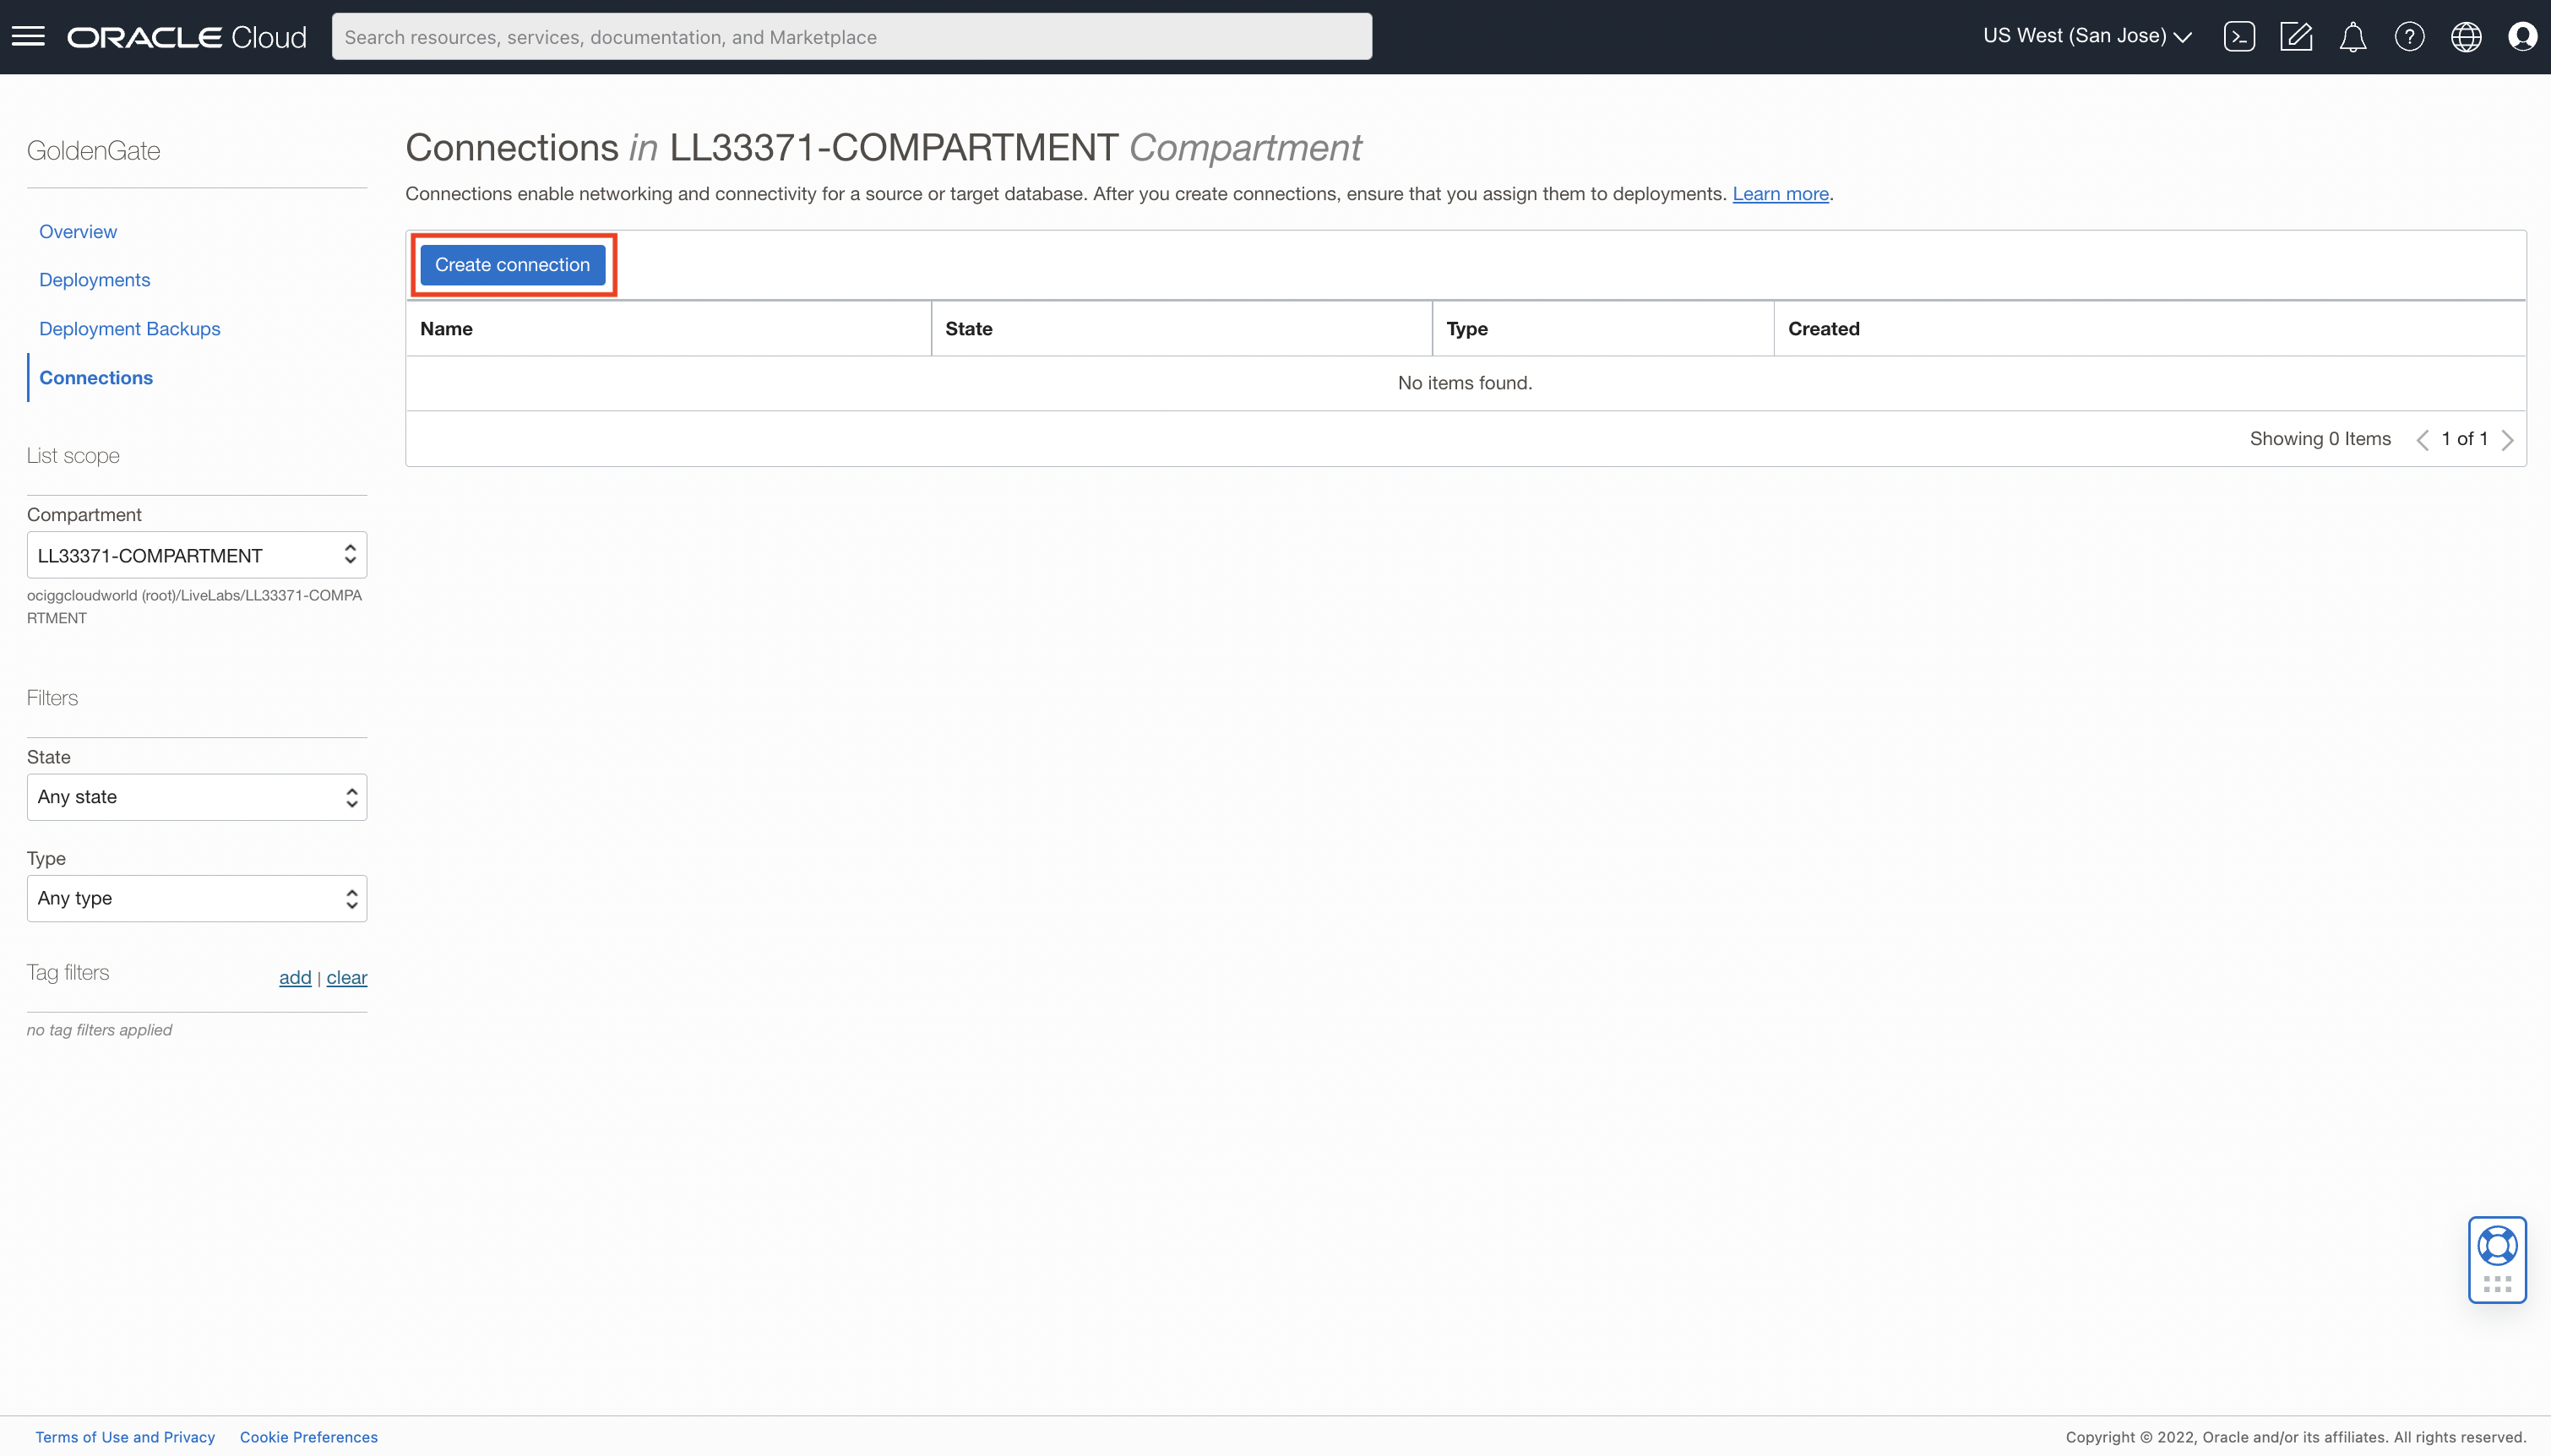 ORACLE Cloud
Search resources, services, documentation, and Marketplace
US West (San Jose)
GoldenGate
Overview
Deployments
Deployment Backups
Connections
List scope
Compartment
LL33371-COMPARTMENT
ociggcloudworld (root)/LiveLabs/LL33371-COMPA
RTMENT
Filters
State
Any state
Type
Any type
Tag filters
add | clear
no tag filters applied
Connections in LL33371-COMPARTMENT Compartment
Connections enable networking and connectivity for a source or target database. After you create connections, ensure that you assign them to deployments. Learn more.
Create connection
Name State Type Created
No items found.
Showing 0 Items < 1 of 1 >
Terms of Use and Privacy Cookie Preferences
Copyright © 2022, Oracle and/or its affiliates. All rights reserved.